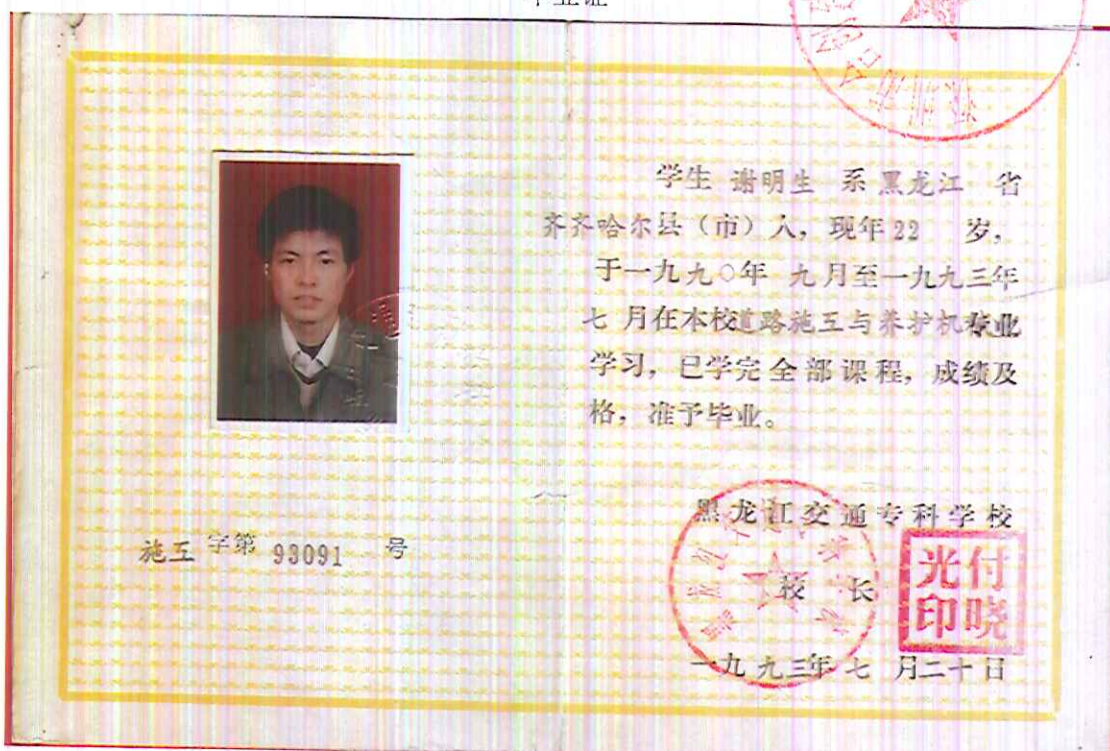 毕业证
学生 谢明生 系 黑龙江 省
齐齐哈尔县（市）人，现年 22 岁，
于一九九〇年 九月至一九九三年
七 月在本校道路施工与养护机专业
学习，已学完全部课程，成绩及
格，准予毕业。
黑龙江交通专科学校
施工 字第 93091 号
校 长
光付
印晓
一九九三年 七 月二十日